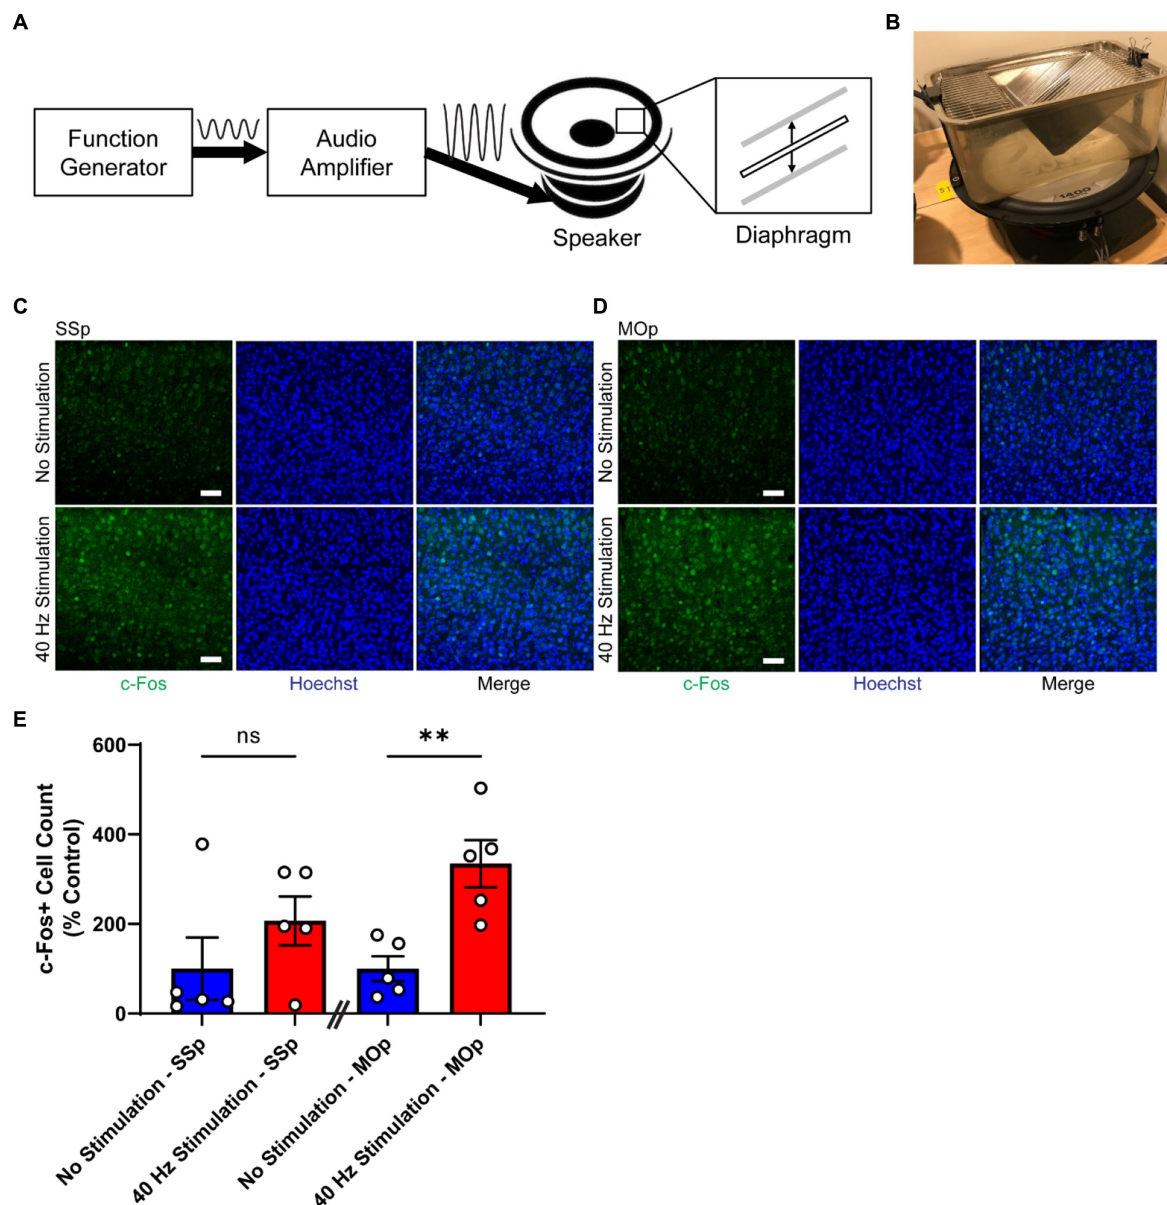 A
Function
Generator
Audio
Amplifier
Speaker
Diaphragm
B
1400
C
SSp
No Stimulation
40 Hz Stimulation
c-Fos
Hoechst
Merge
D
MOp
No Stimulation
40 Hz Stimulation
c-Fos
Hoechst
Merge
E
c-Fos+ Cell Count
(% Control)
600
400
200
0
ns
**
No Stimulation - SSp
40 Hz Stimulation - SSp
No Stimulation - MOp
40 Hz Stimulation - MOp